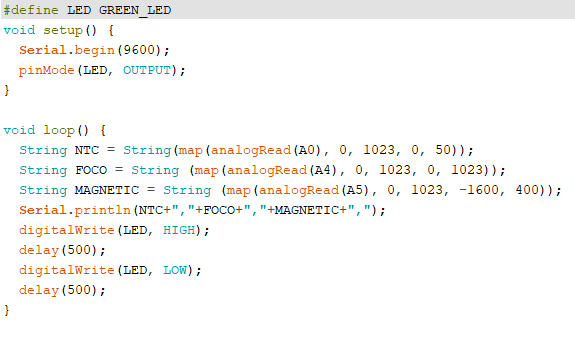 #define LED GREEN_LED
void setup() {
  Serial.begin(9600);
  pinMode(LED, OUTPUT);
}

void loop() {
  String NTC = String(map(analogRead(A0), 0, 1023, 0, 50));
  String FOCO = String (map(analogRead(A4), 0, 1023, 0, 1023));
  String MAGNETIC = String (map(analogRead(A5), 0, 1023, -1600, 400));
  Serial.println(NTC+","+FOCO+","+MAGNETIC+",");
  digitalWrite(LED, HIGH);
  delay(500);
  digitalWrite(LED, LOW);
  delay(500);
}